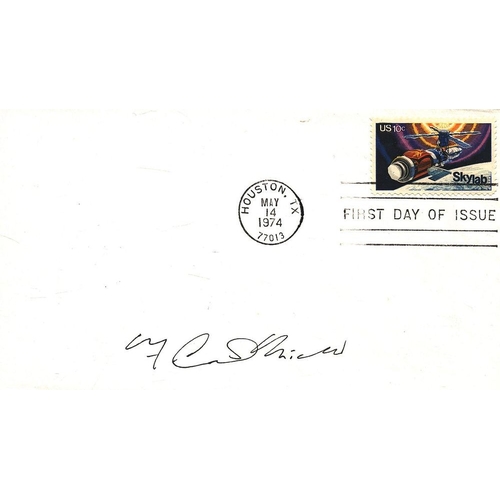 US 10c
Skylab
HOUSTON, TX
MAY
14
1974
77013
FIRST DAY OF ISSUE